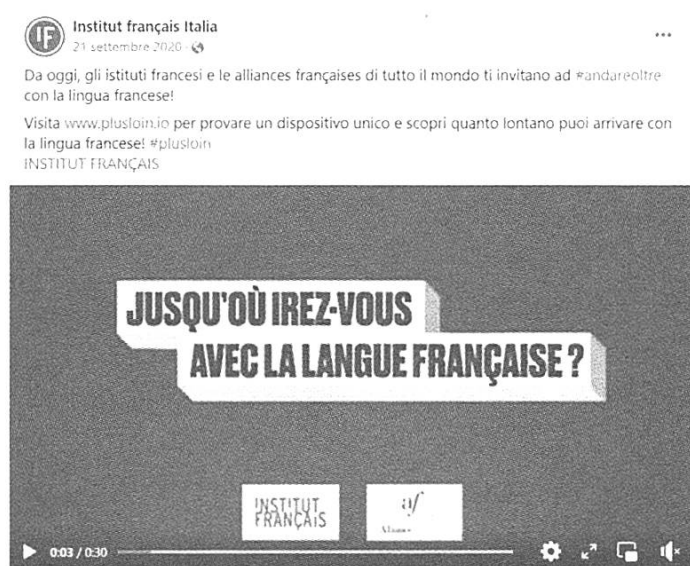 Institut français Italia
21 settembre 2020
Da oggi, gli istituti francesi e le alliances françaises di tutto il mondo ti invitano ad #andareoltre
con la lingua francese!
Visita www.plusloin.io per provare un dispositivo unico e scopri quanto lontano puoi arrivare con
la lingua francese! #plusloin
INSTITUT FRANÇAIS
JUSQU'OÙ IREZ-VOUS
AVEC LA LANGUE FRANÇAISE ?
INSTITUT
FRANÇAIS
af
0:03 / 0:30